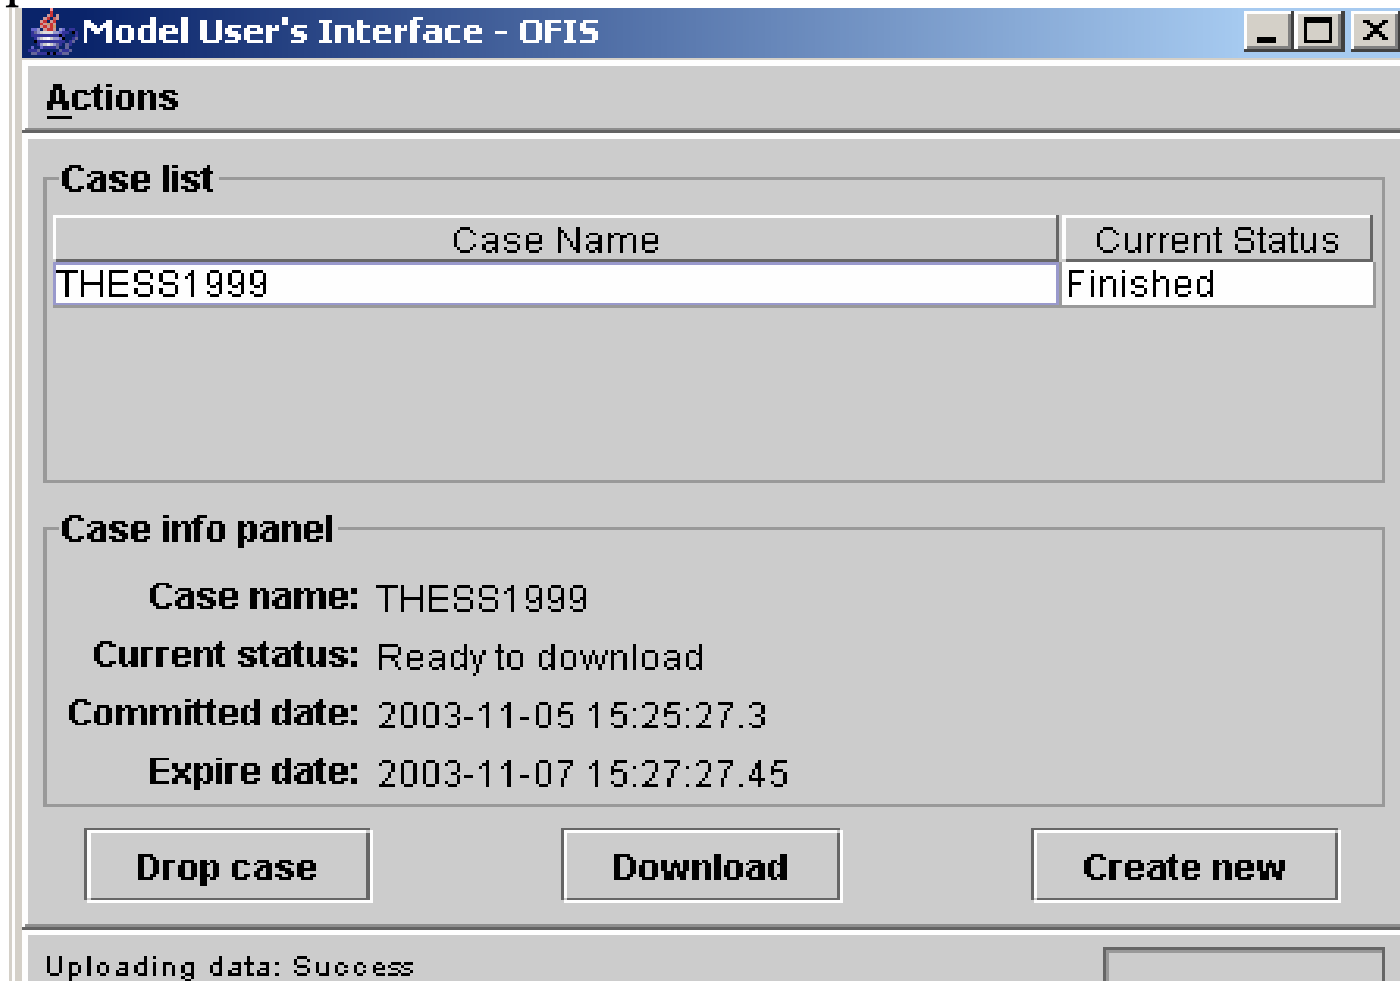 Model User's Interface - OFIS
Actions
Case list
Case Name Current Status
THESS1999 Finished
Case info panel
Case name: THESS1999
Current status: Ready to download
Committed date: 2003-11-05 15:25:27.3
Expire date: 2003-11-07 15:27:27.45
Drop case Download Create new
Uploading data: Success